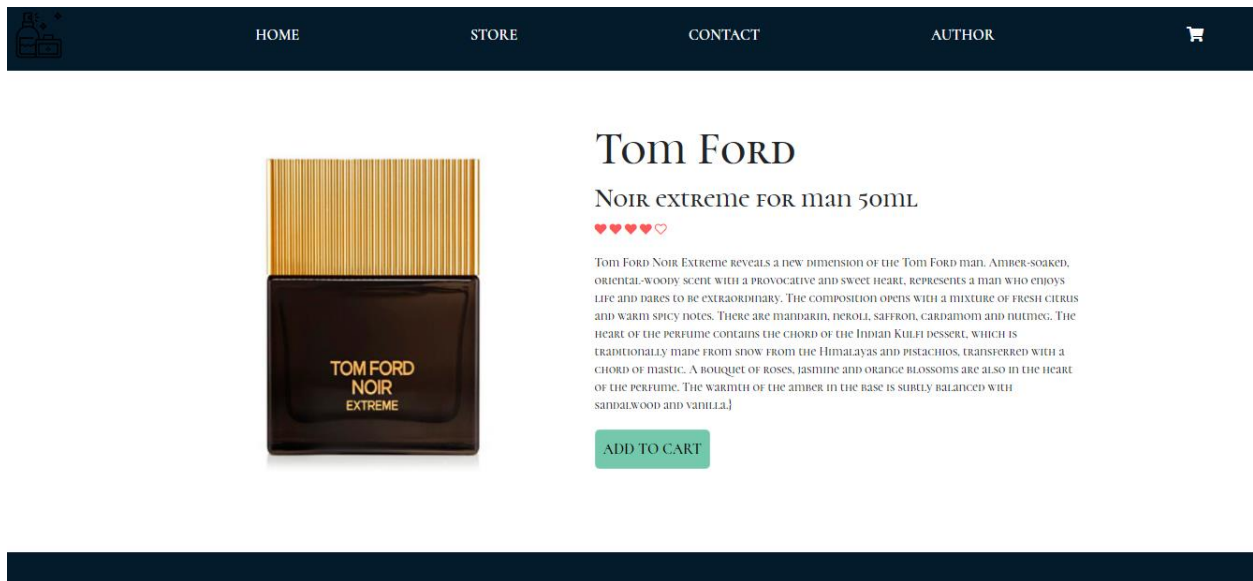 HOME
STORE
CONTACT
AUTHOR
Tom Ford
Noir extreme for man 50ml
Tom Ford Noir Extreme reveals a new dimension of the Tom Ford man. Amber-soaked,
oriental-woody scent with a provocative and sweet heart, represents a man who enjoys
life and dares to be extraordinary. The composition opens with a mixture of fresh citrus
and warm spicy notes. There are mandarin, neroli, saffron, cardamom and nutmeg. The
heart of the perfume contains the chord of the Indian Kulfi dessert, which is
traditionally made from snow from the Himalayas and pistachios, transferred with a
chord of mastic. A bouquet of roses, jasmine and orange blossoms are also in the heart
of the perfume. The warmth of the amber in the base is subtly balanced with
sandalwood and vanilla.}
ADD TO CART
TOM FORD
NOIR
EXTREME